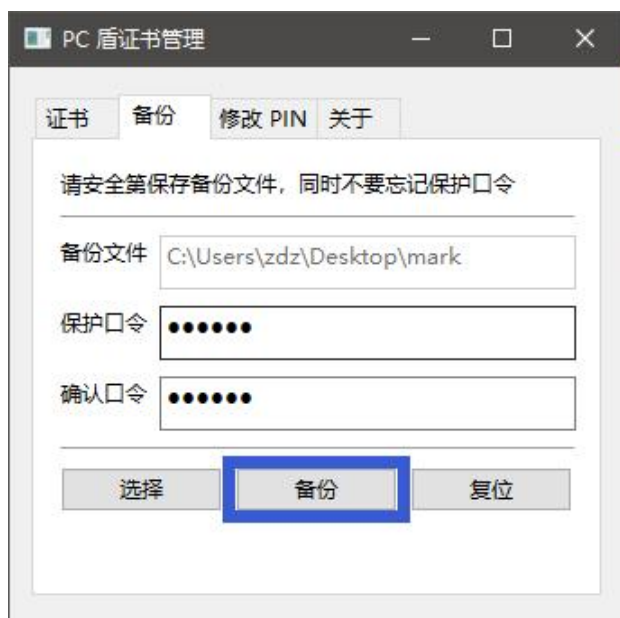 PC 盾证书管理
证书 备份 修改 PIN 关于
请安全第保存备份文件，同时不要忘记保护口令
备份文件 C:\Users\zdz\Desktop\mark
保护口令 ●●●●●●
确认口令 ●●●●●●
选择 备份 复位